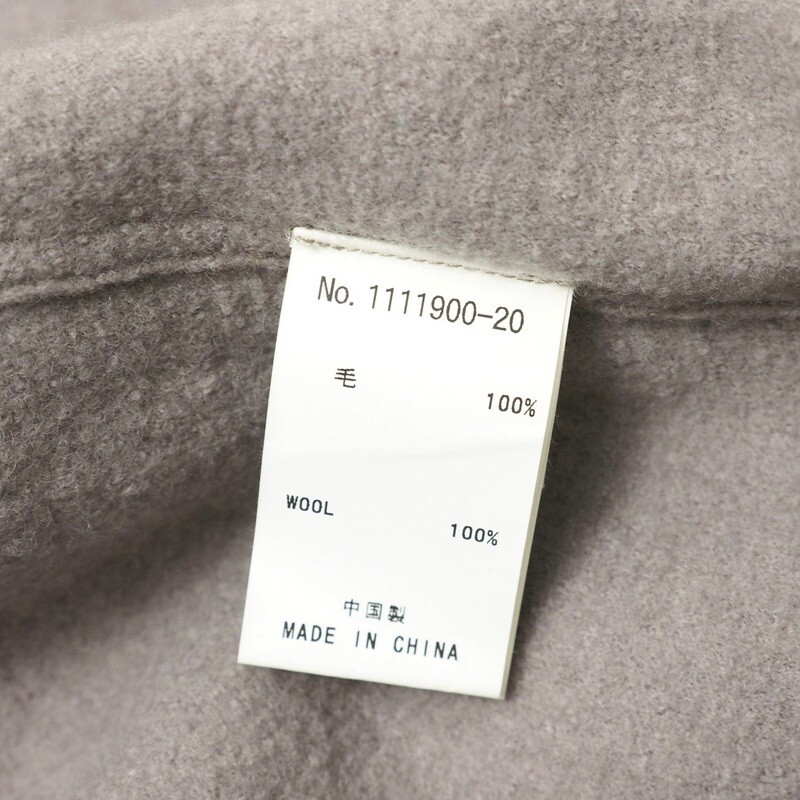 No. 1111900-20
毛 100%
WOOL 100%
中国製
MADE IN CHINA